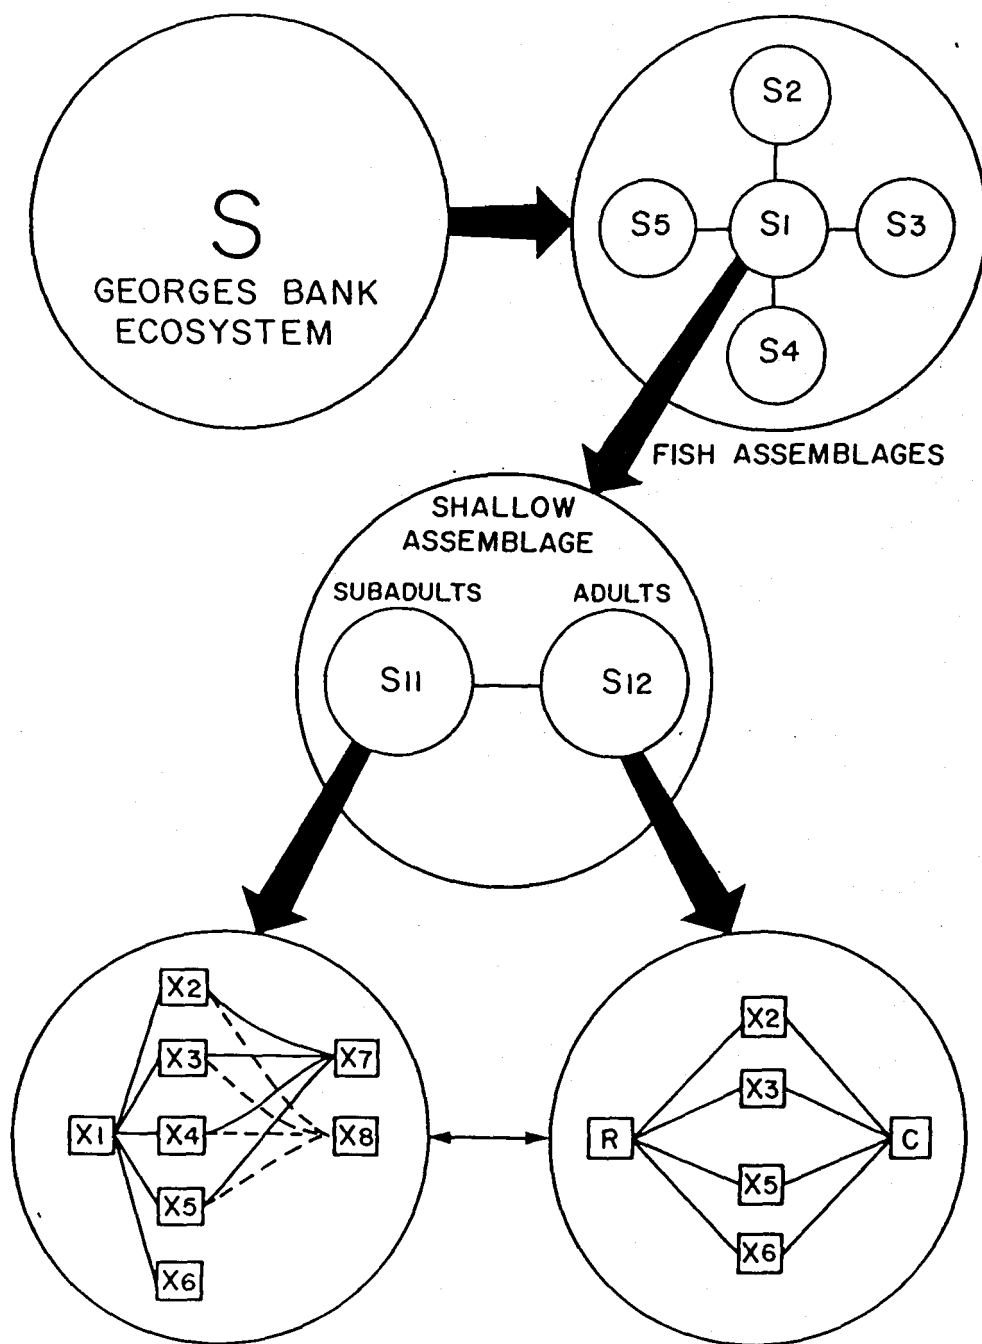 S
GEORGES BANK
ECOSYSTEM
S2
S5
S1
S3
S4
FISH ASSEMBLAGES
SHALLOW
ASSEMBLAGE
SUBADULTS
ADULTS
S11
S12
X2
X3
X7
X1
X4
X8
X5
X6
X2
X3
R
C
X5
X6